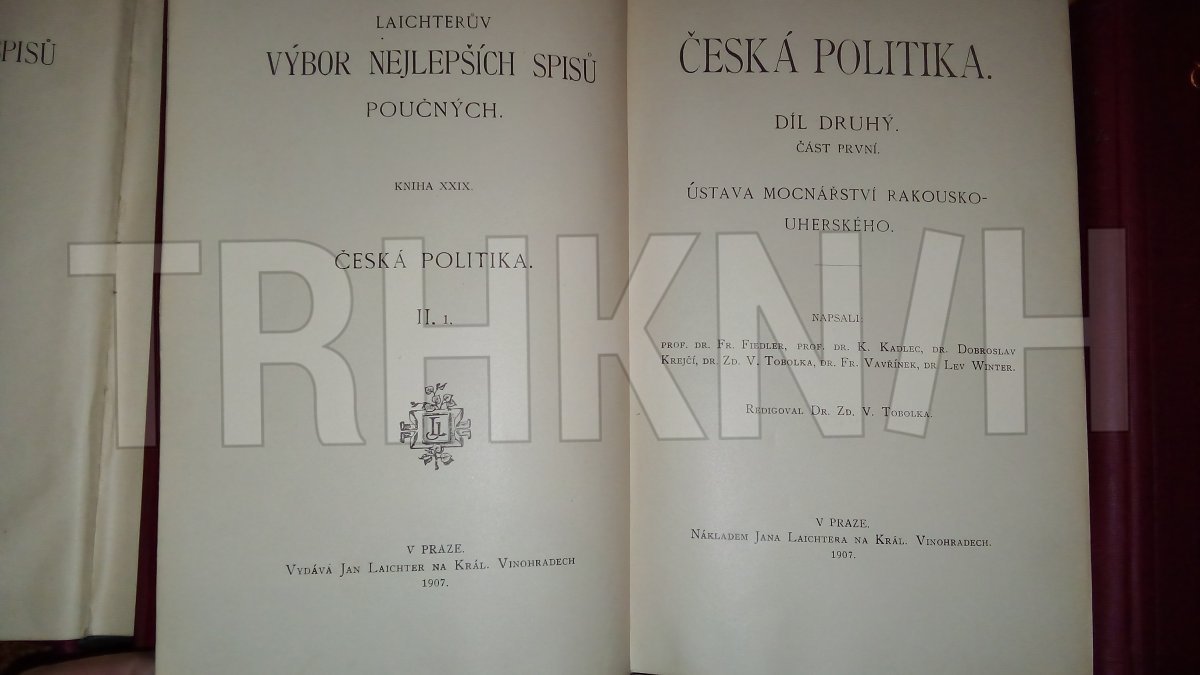 PISŮ
LAICHTERŮV
VÝBOR NEJLEPŠÍCH SPISŮ
POUČNÝCH.
KNIHA XXIX.
ČESKÁ POLITIKA.
II. 1.
JL
V PRAZE.
VYDÁVÁ JAN LAICHTER NA KRÁL. VINOHRADECH
1907.
ČESKÁ POLITIKA.
DÍL DRUHÝ.
ČÁST PRVNÍ.
ÚSTAVA MOCNÁŘSTVÍ RAKOUSKO-
UHERSKÉHO.
NAPSALI:
PROF. DR. FR. FIEDLER, PROF. DR. K. KADLEC, DR. DOBROSLAV
KREJČÍ, DR. ZD. V. TOBOLKA, DR. FR. VAVŘÍNEK, DR. LEV WINTER.
REDIGOVAL DR. ZD. V. TOBOLKA.
V PRAZE.
NÁKLADEM JANA LAICHTERA NA KRÁL. VINOHRADECH.
1907.
TRHKN/H